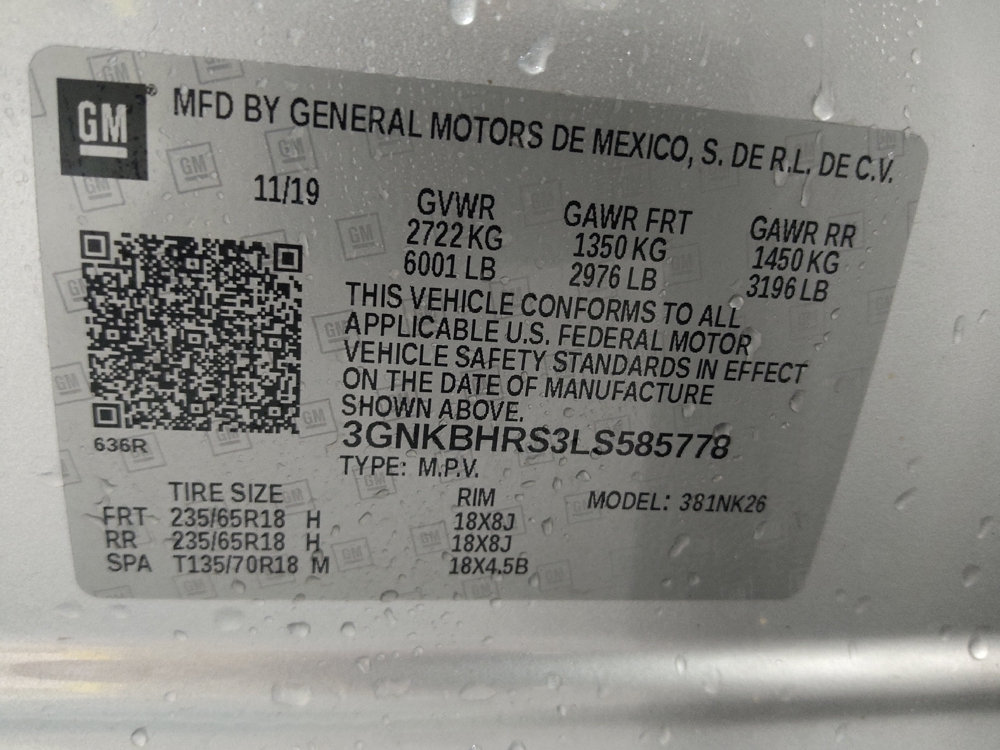 GM
MFD BY GENERAL MOTORS DE MEXICO, S. DE R.L. DE C.V.
11/19
GVWR GAWR FRT GAWR RR
2722 KG 1350 KG 1450 KG
6001 LB 2976 LB 3196 LB
THIS VEHICLE CONFORMS TO ALL
APPLICABLE U.S. FEDERAL MOTOR
VEHICLE SAFETY STANDARDS IN EFFECT
ON THE DATE OF MANUFACTURE
SHOWN ABOVE.
636R
3GNKBHRS3LS585778
TYPE: M.P.V.
TIRE SIZE RIM MODEL: 381NK26
FRT 235/65R18 H 18X8J
RR 235/65R18 H 18X8J
SPA T135/70R18 M 18X4.5B